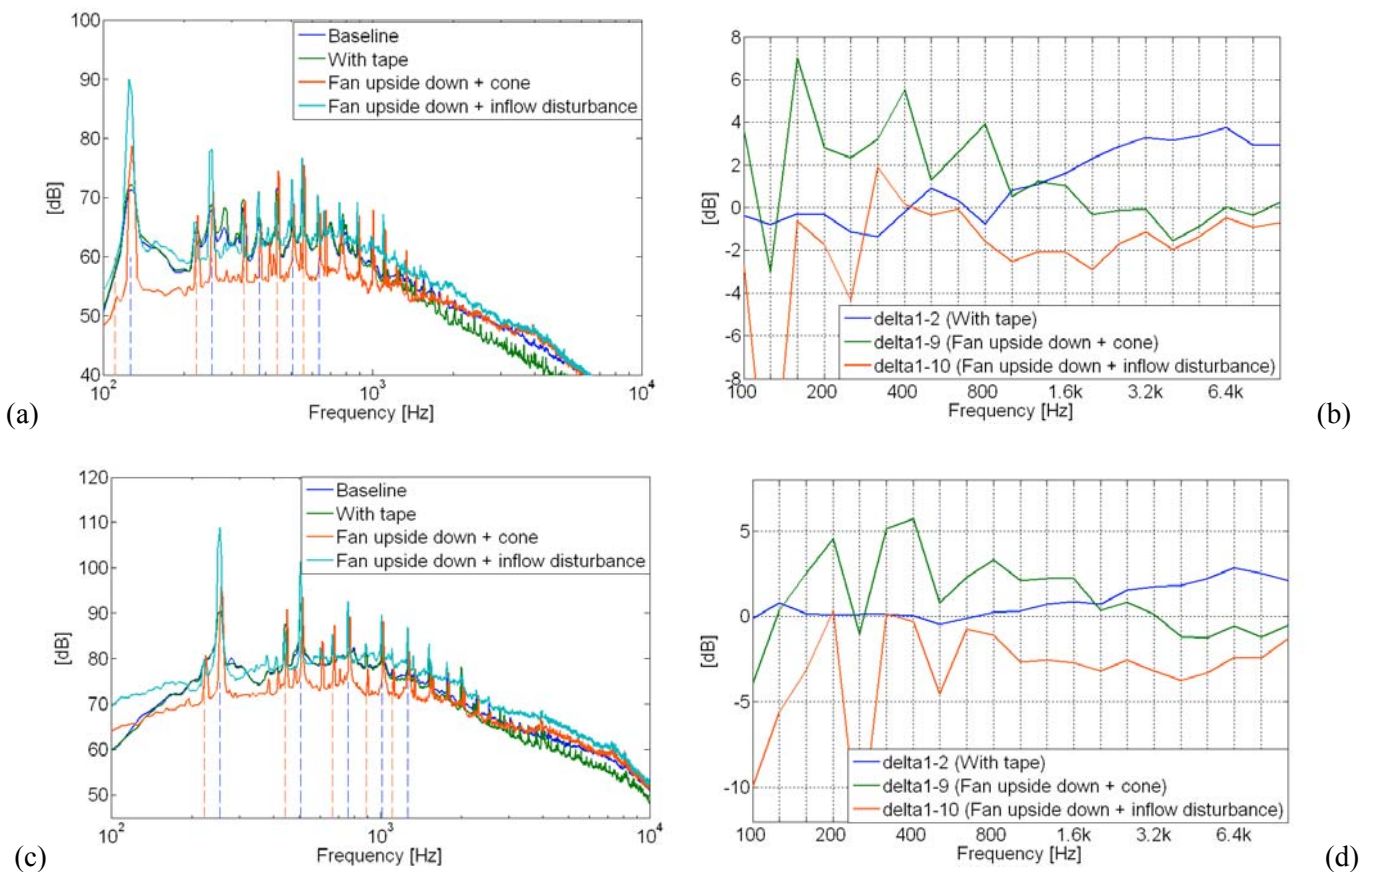 100
90
80
70
60
50
40
[dB]
Baseline
With tape
Fan upside down + cone
Fan upside down + inflow disturbance
10^2
10^3
10^4
Frequency [Hz]
(a)
8
6
4
2
0
-2
-4
-6
-8
[dB]
delta1-2 (With tape)
delta1-9 (Fan upside down + cone)
delta1-10 (Fan upside down + inflow disturbance)
100 200 400 800 1.6k 3.2k 6.4k
Frequency [Hz]
(b)
120
110
100
90
80
70
60
50
[dB]
Baseline
With tape
Fan upside down + cone
Fan upside down + inflow disturbance
10^2
10^3
10^4
Frequency [Hz]
(c)
5
0
-5
-10
[dB]
delta1-2 (With tape)
delta1-9 (Fan upside down + cone)
delta1-10 (Fan upside down + inflow disturbance)
100 200 400 800 1.6k 3.2k 6.4k
Frequency [Hz]
(d)